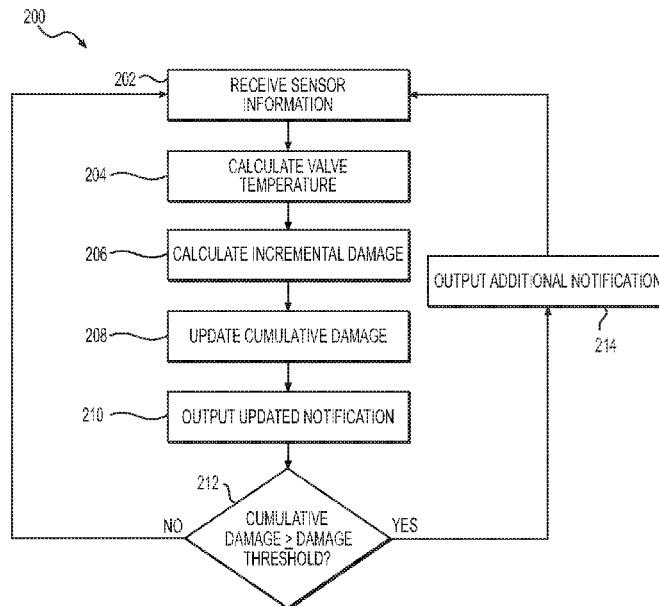 200
202
RECEIVE SENSOR
INFORMATION
204
CALCULATE VALVE
TEMPERATURE
206
CALCULATE INCREMENTAL DAMAGE
OUTPUT ADDITIONAL NOTIFICATION
214
208
UPDATE CUMULATIVE DAMAGE
210
OUTPUT UPDATED NOTIFICATION
212
NO
CUMULATIVE
DAMAGE ≥ DAMAGE
THRESHOLD?
YES